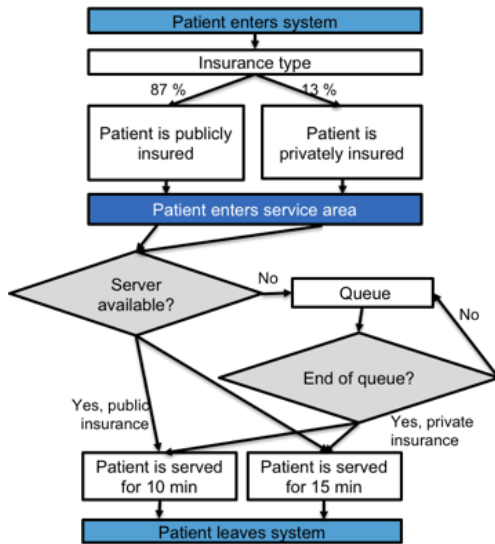 Patient enters system
Insurance type
87 %
13 %
Patient is publicly
insured
Patient is
privately insured
Patient enters service area
Server
available?
No
Queue
No
End of queue?
Yes, public
insurance
Yes, private
insurance
Patient is served
for 10 min
Patient is served
for 15 min
Patient leaves system